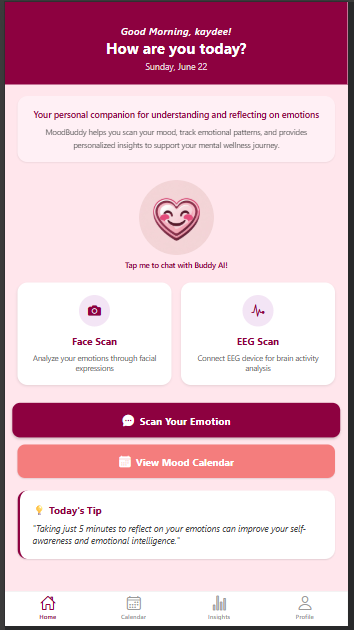 Good Morning, kaydee!
How are you today?
Sunday, June 22
Your personal companion for understanding and reflecting on emotions
MoodBuddy helps you scan your mood, track emotional patterns, and provides
personalized insights to support your mental wellness journey.
Tap me to chat with Buddy AI!
Face Scan
Analyze your emotions through facial
expressions
EEG Scan
Connect EEG device for brain activity
analysis
Scan Your Emotion
View Mood Calendar
Today's Tip
"Taking just 5 minutes to reflect on your emotions can improve your self-
awareness and emotional intelligence."
Home
Calendar
Insights
Profile